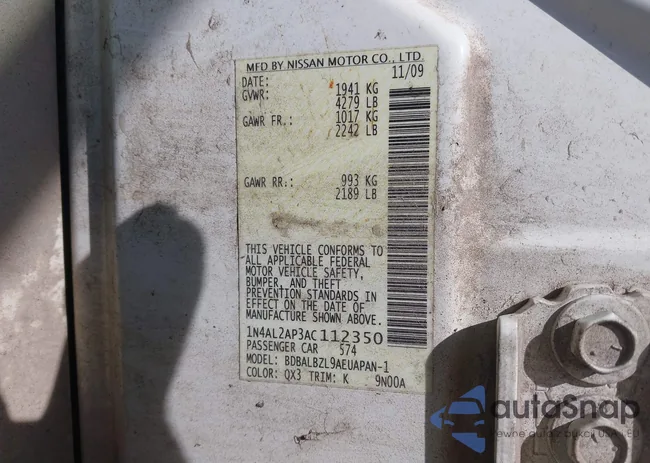 MFD BY NISSAN MOTOR CO., LTD.
DATE: 11/09
GVWR: 1941 KG
4279 LB
GAWR FR.: 1017 KG
2242 LB
GAWR RR.: 993 KG
2189 LB
THIS VEHICLE CONFORMS TO
ALL APPLICABLE FEDERAL
MOTOR VEHICLE SAFETY,
BUMPER, AND THEFT
PREVENTION STANDARDS IN
EFFECT ON THE DATE OF
MANUFACTURE SHOWN ABOVE.
1N4AL2AP3AC112350
PASSENGER CAR 574
MODEL: BDBALBZL9AEUAPAN-1
COLOR: QX3 TRIM: K 9N00A
autoSnap